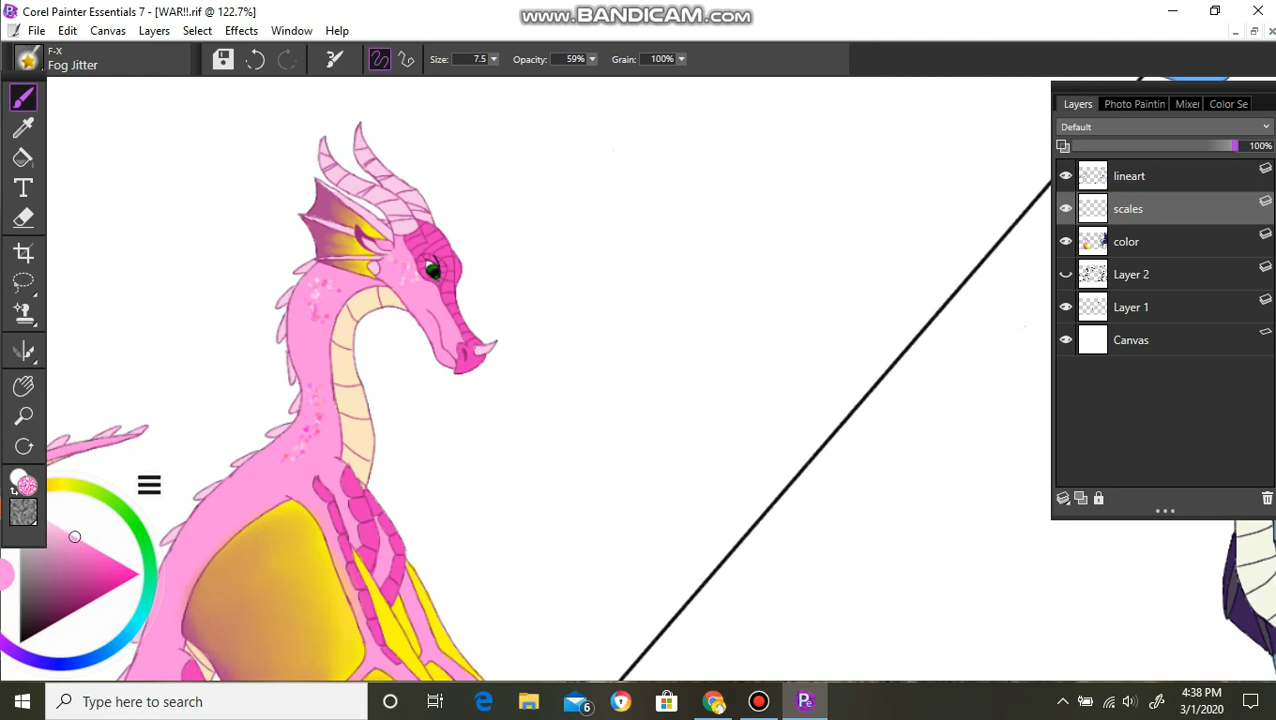 Corel Painter Essentials 7 - [WAR!!.rif @ 122.7%]
www.BANDICAM.com
File Edit Canvas Layers Select Effects Window Help
F-X
Fog Jitter
Size: 7.5 Opacity: 59% Grain: 100%
Layers Photo Paintin Mixe Color Se
Default
100%
lineart
scales
color
Layer 2
Layer 1
Canvas
Type here to search
6
4:38 PM
3/1/2020